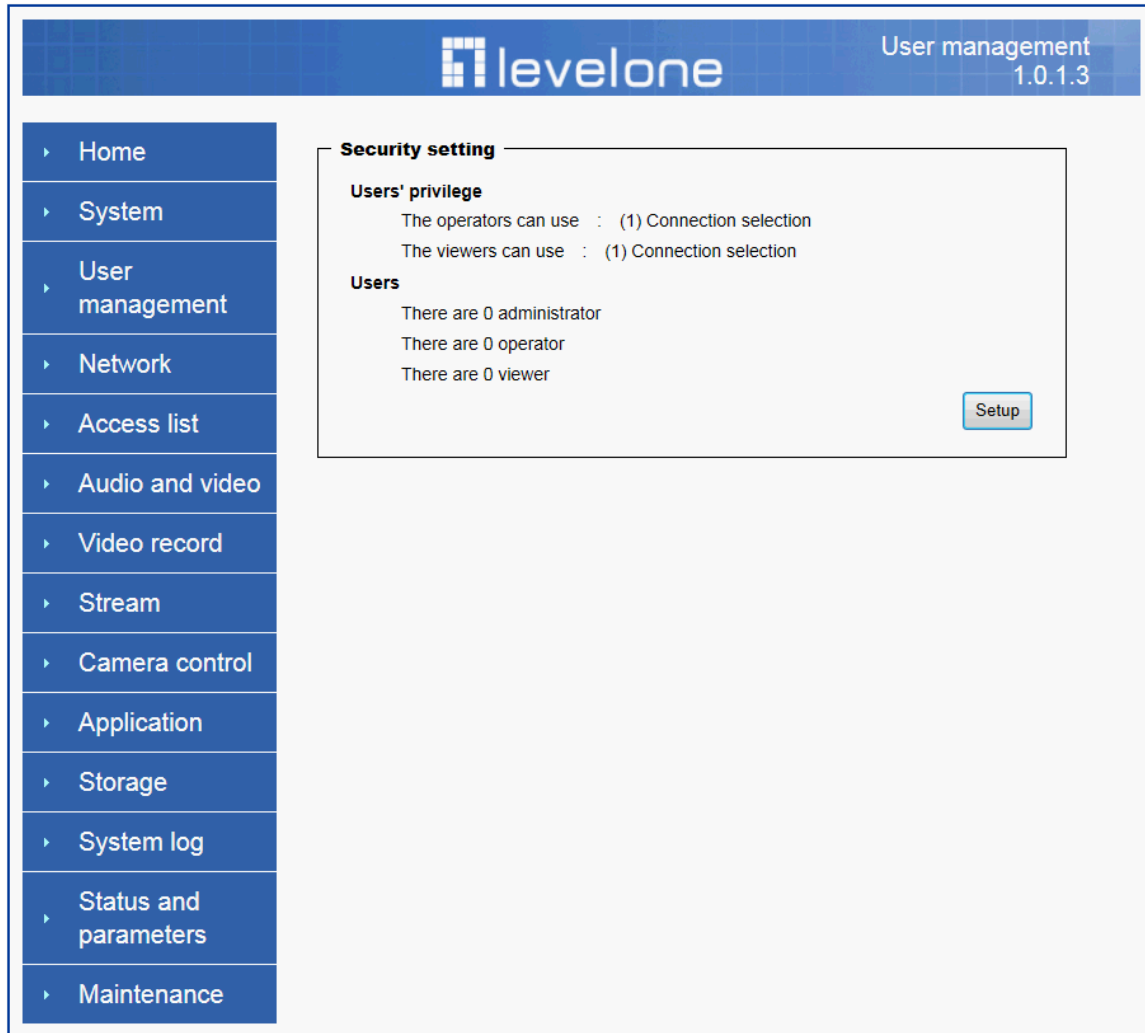 levelone
User management
1.0.1.3
Home
System
User
management
Network
Access list
Audio and video
Video record
Stream
Camera control
Application
Storage
System log
Status and
parameters
Maintenance
Security setting
Users' privilege
The operators can use : (1) Connection selection
The viewers can use : (1) Connection selection
Users
There are 0 administrator
There are 0 operator
There are 0 viewer
Setup